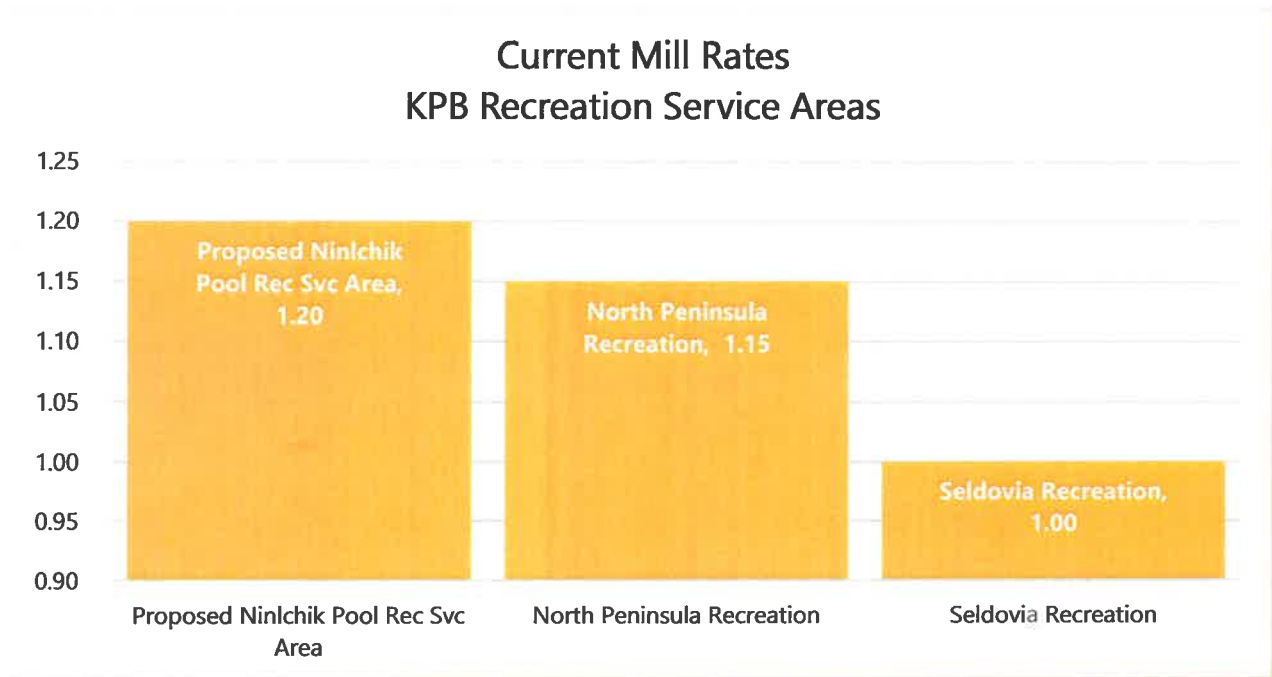 Current Mill Rates
KPB Recreation Service Areas
1.25
1.20
1.15
1.10
1.05
1.00
0.95
0.90
Proposed Ninlchik
Pool Rec Svc Area,
1.20
North Peninsula
Recreation, 1.15
Seldovia Recreation,
1.00
Proposed Ninlchik Pool Rec Svc
Area
North Peninsula Recreation
Seldovia Recreation